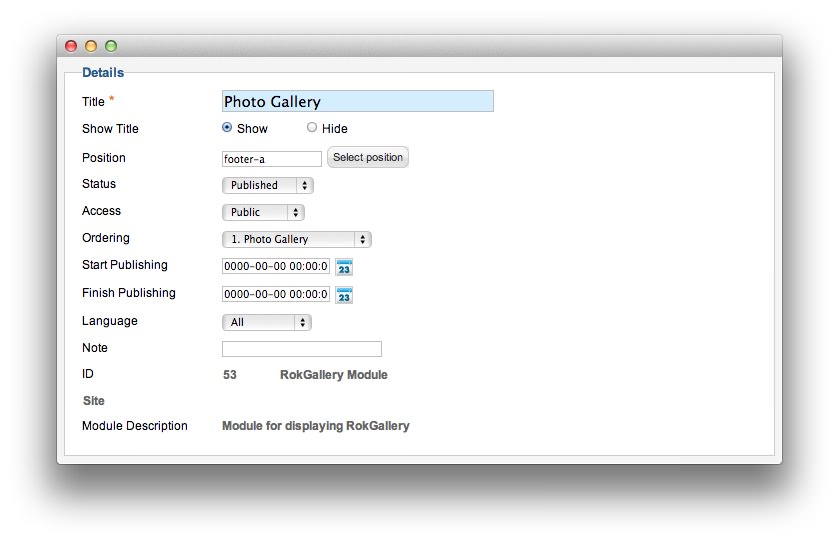 Details
Title * Photo Gallery
Show Title Show Hide
Position footer-a Select position
Status Published
Access Public
Ordering 1. Photo Gallery
Start Publishing 0000-00-00 00:00:0 23
Finish Publishing 0000-00-00 00:00:0 23
Language All
Note
ID 53 RokGallery Module
Site
Module Description Module for displaying RokGallery